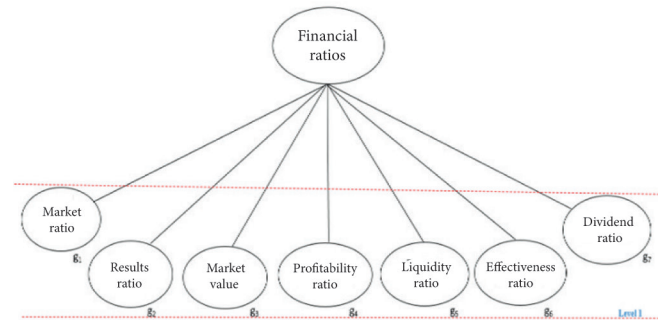 Financial
ratios
Market
ratio
g1
Results
ratio
g2
Market
value
g3
Profitability
ratio
g4
Liquidity
ratio
g5
Effectiveness
ratio
g6
Dividend
ratio
g7
Level 1